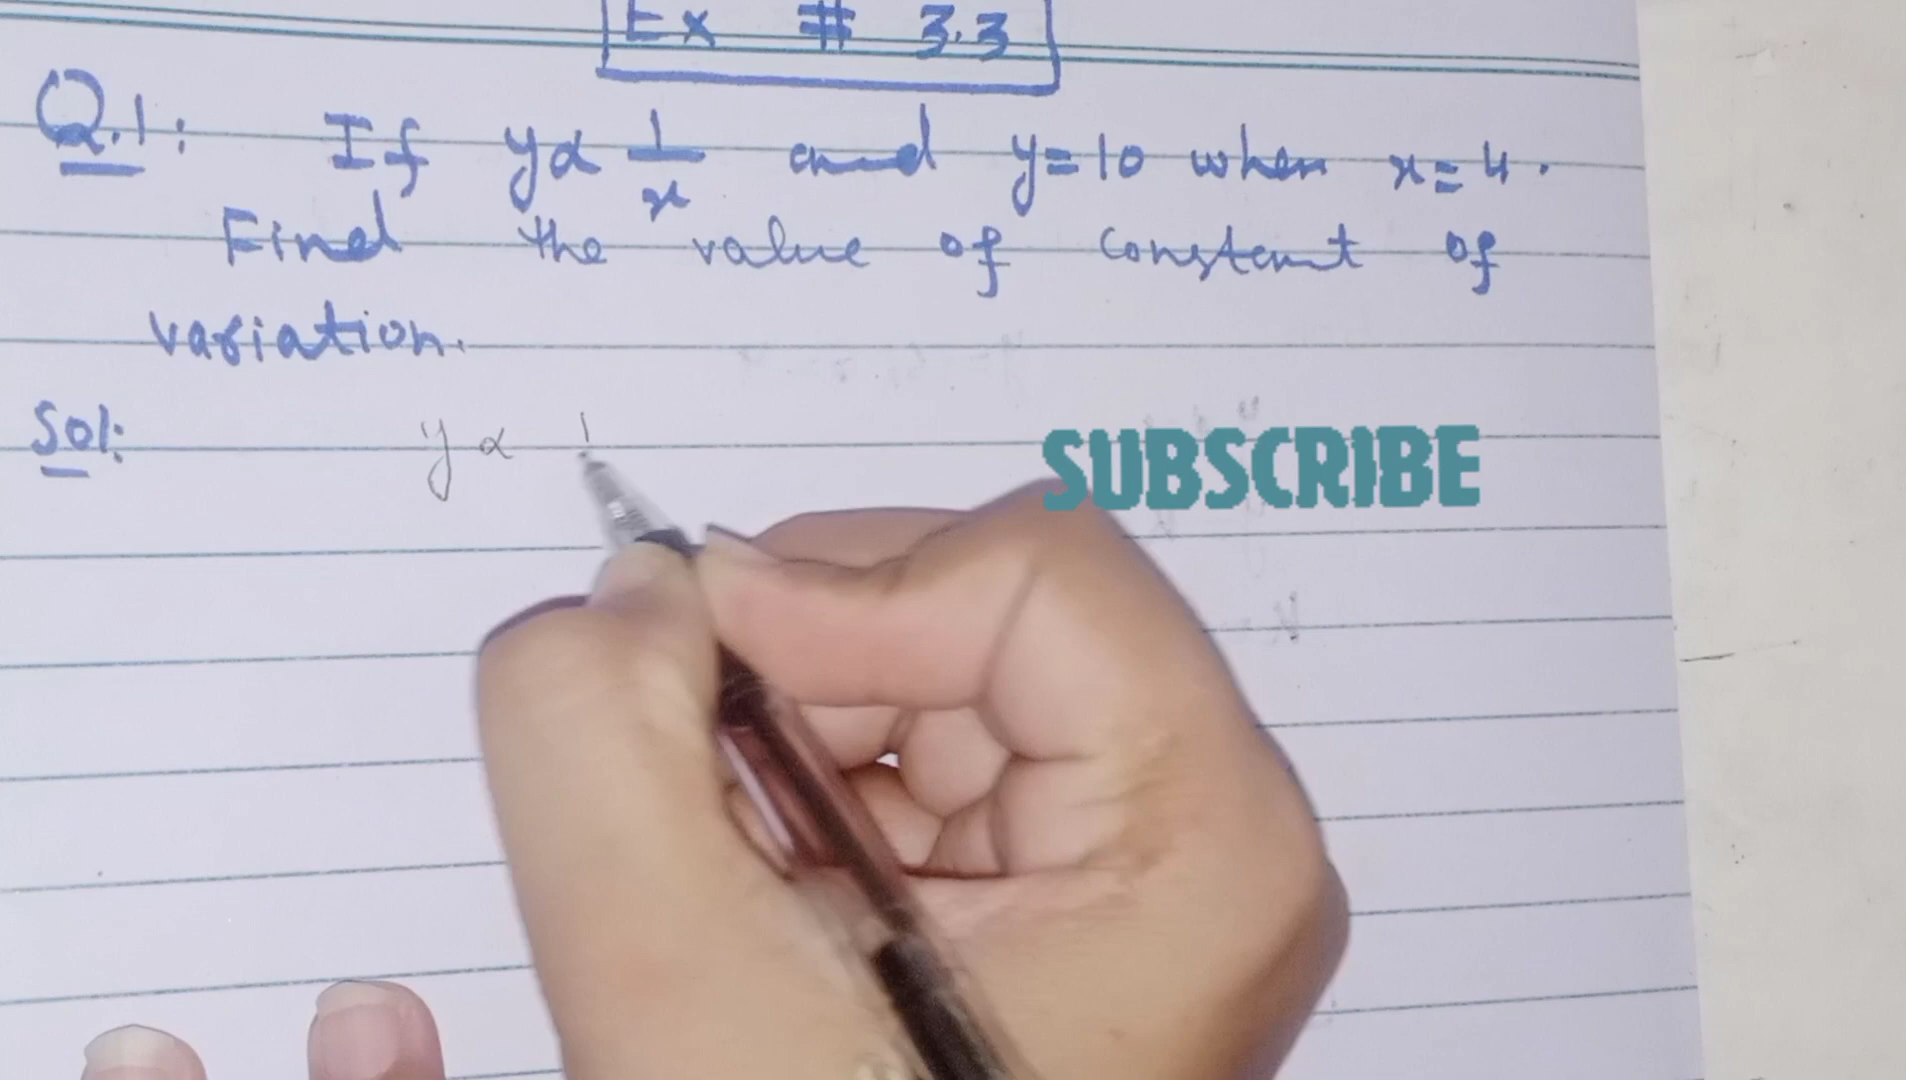 Ex # 3.3
Q.1: If y ∝ 1/x and y=10 when x=4.
Find the value of constant of
variation.
Sol: y ∝ 1
SUBSCRIBE